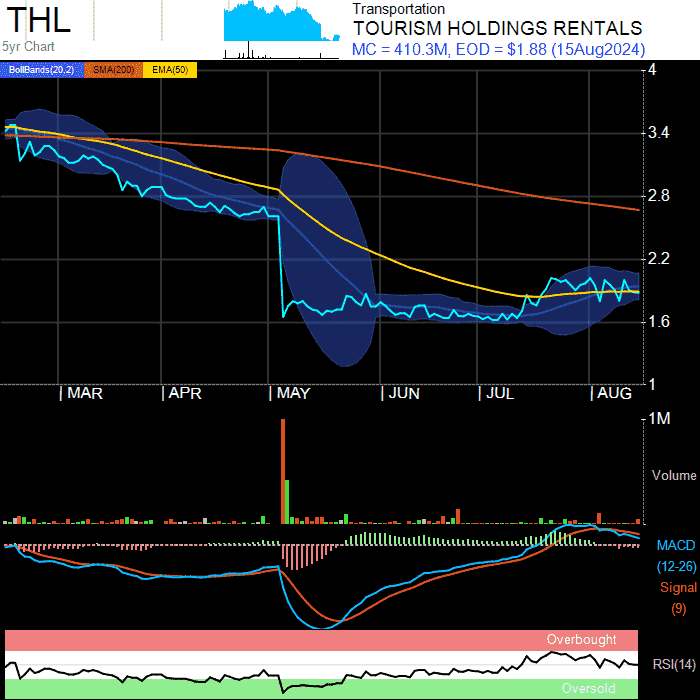 THL
5yr Chart
Transportation
TOURISM HOLDINGS RENTALS
MC = 410.3M, EOD = $1.88 (15Aug2024)
BollBands(20,2) SMA(200) EMA(50)
4
3.4
2.8
2.2
1.6
1
MAR APR MAY JUN JUL AUG
1M
Volume
MACD
(12-26)
Signal
(9)
Overbought
RSI(14)
Oversold